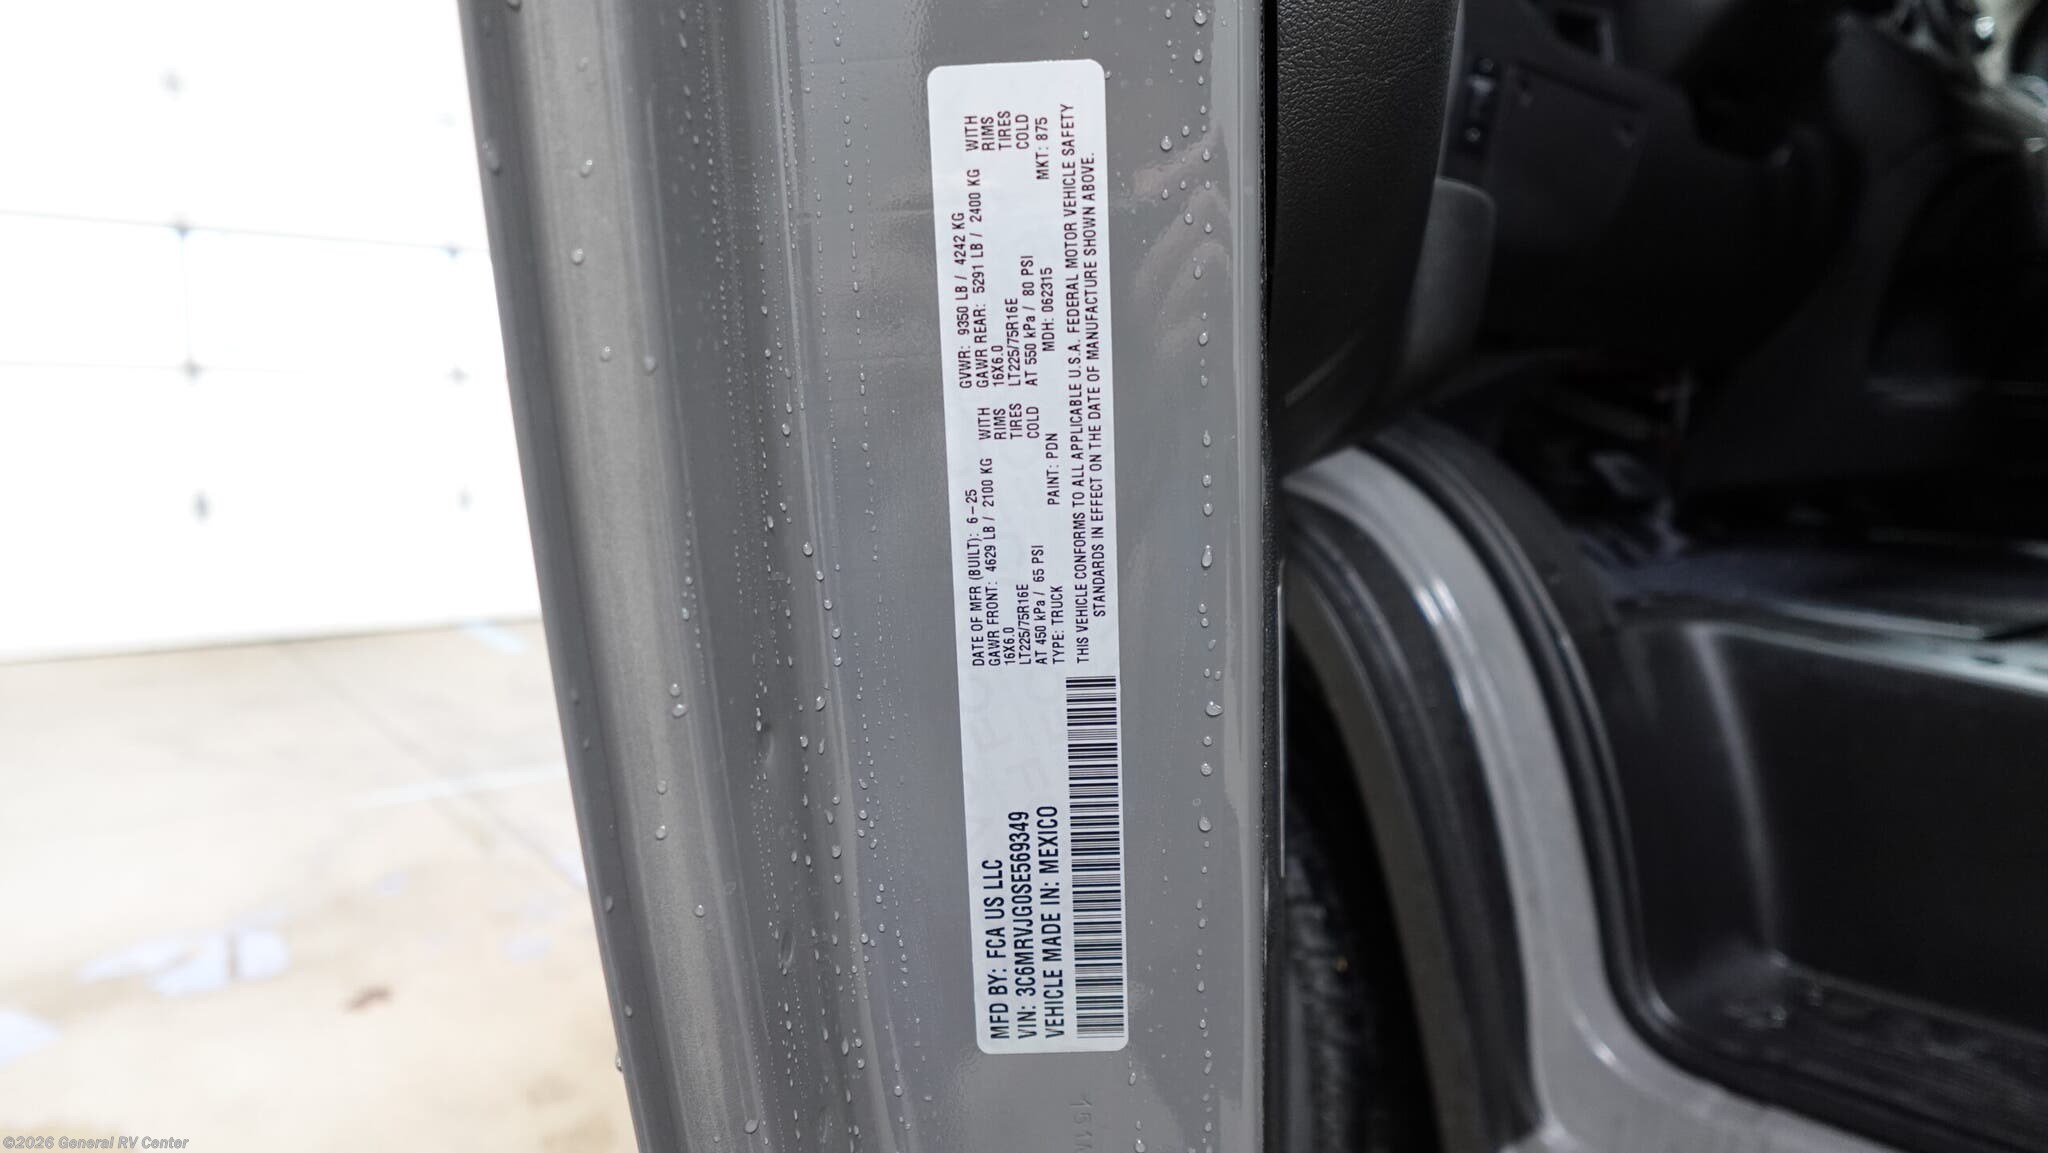 MFD BY: FCA US LLC
VIN: 3C6MRVJG0SE569349
VEHICLE MADE IN: MEXICO
DATE OF MFR (BUILT): 6-25
GAWR FRONT: 4629 LB / 2100 KG WITH
16X6.0 RIMS
LT225/75R16E TIRES
AT 450 kPa / 65 PSI COLD
GVWR: 9350 LB / 4242 KG
GAWR REAR: 5291 LB / 2400 KG WITH
16X6.0 RIMS
LT225/75R16E TIRES
AT 550 kPa / 80 PSI COLD
TYPE: TRUCK PAINT: PDN MDH: 062315 MKT: 875
THIS VEHICLE CONFORMS TO ALL APPLICABLE U.S.A. FEDERAL MOTOR VEHICLE SAFETY
STANDARDS IN EFFECT ON THE DATE OF MANUFACTURE SHOWN ABOVE.
©2026 General RV Center